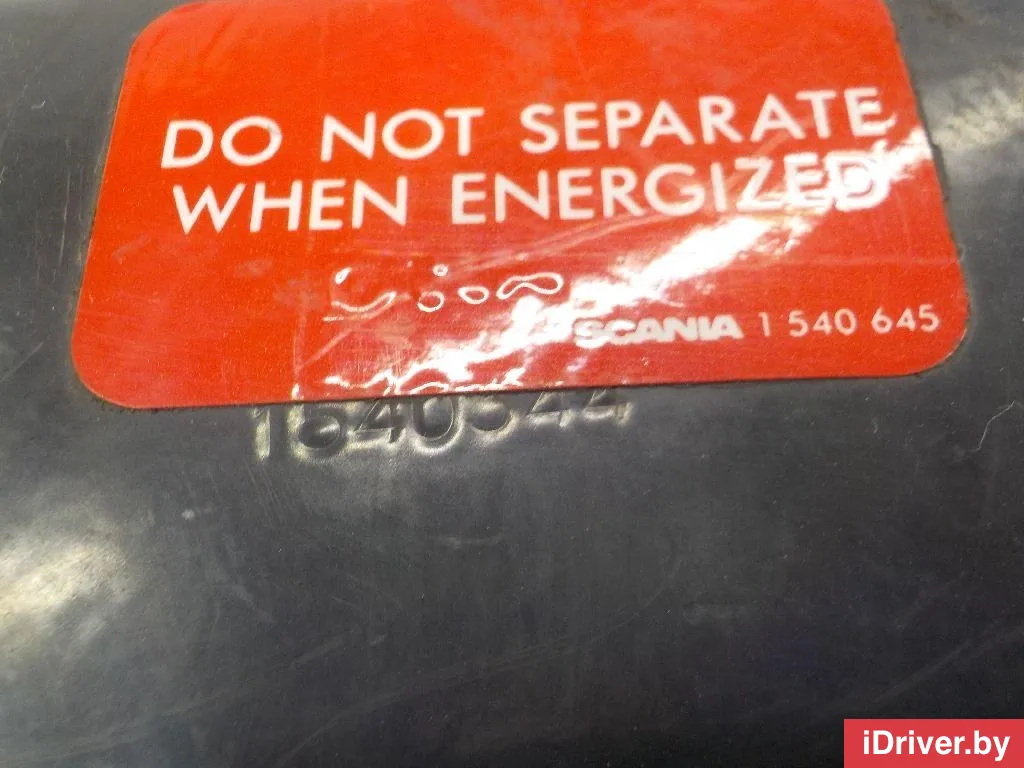 DO NOT SEPARATE
WHEN ENERGIZED
SCANIA 1 540 645
iDriver.by